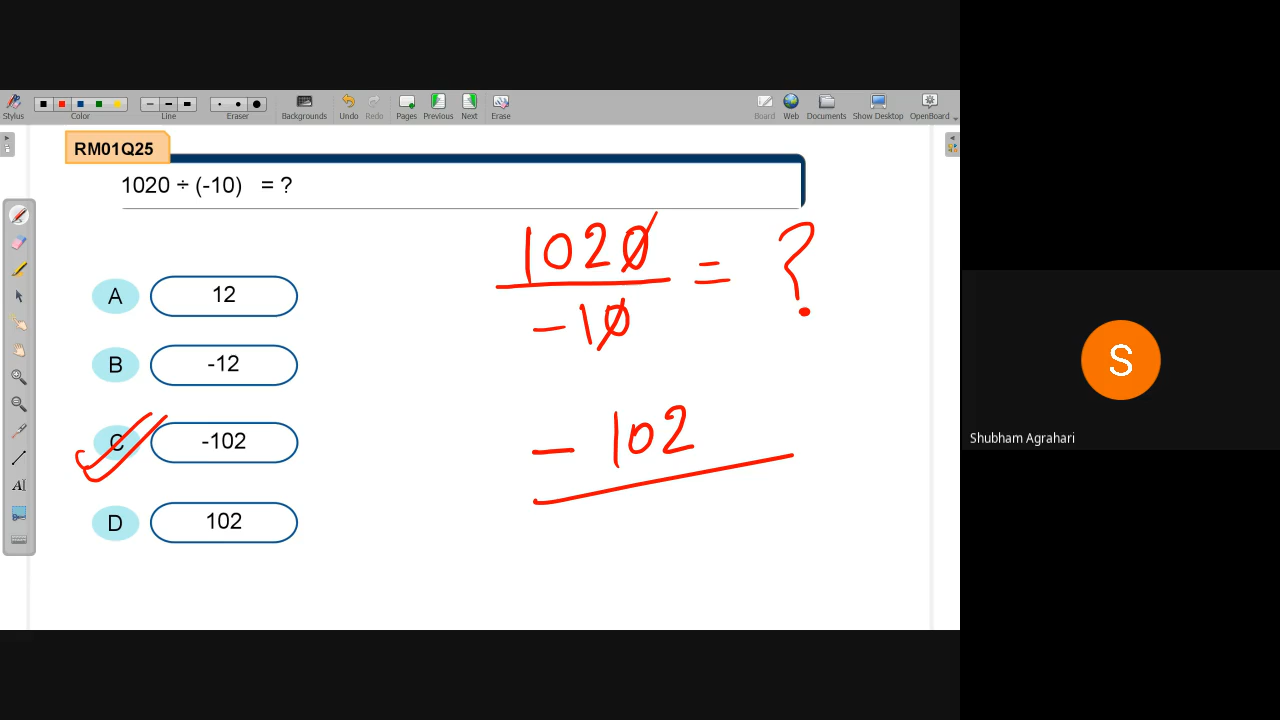 Stylus
Color
Line
Eraser
Backgrounds
Undo
Redo
Pages
Previous
Next
Erase
Board
Web
Documents
Show Desktop
OpenBoard
RM01Q25
1020 ÷ (-10) = ?
1020
-10
= ?
A 12
B -12
C -102
D 102
- 102
AI
S
Shubham Agrahari